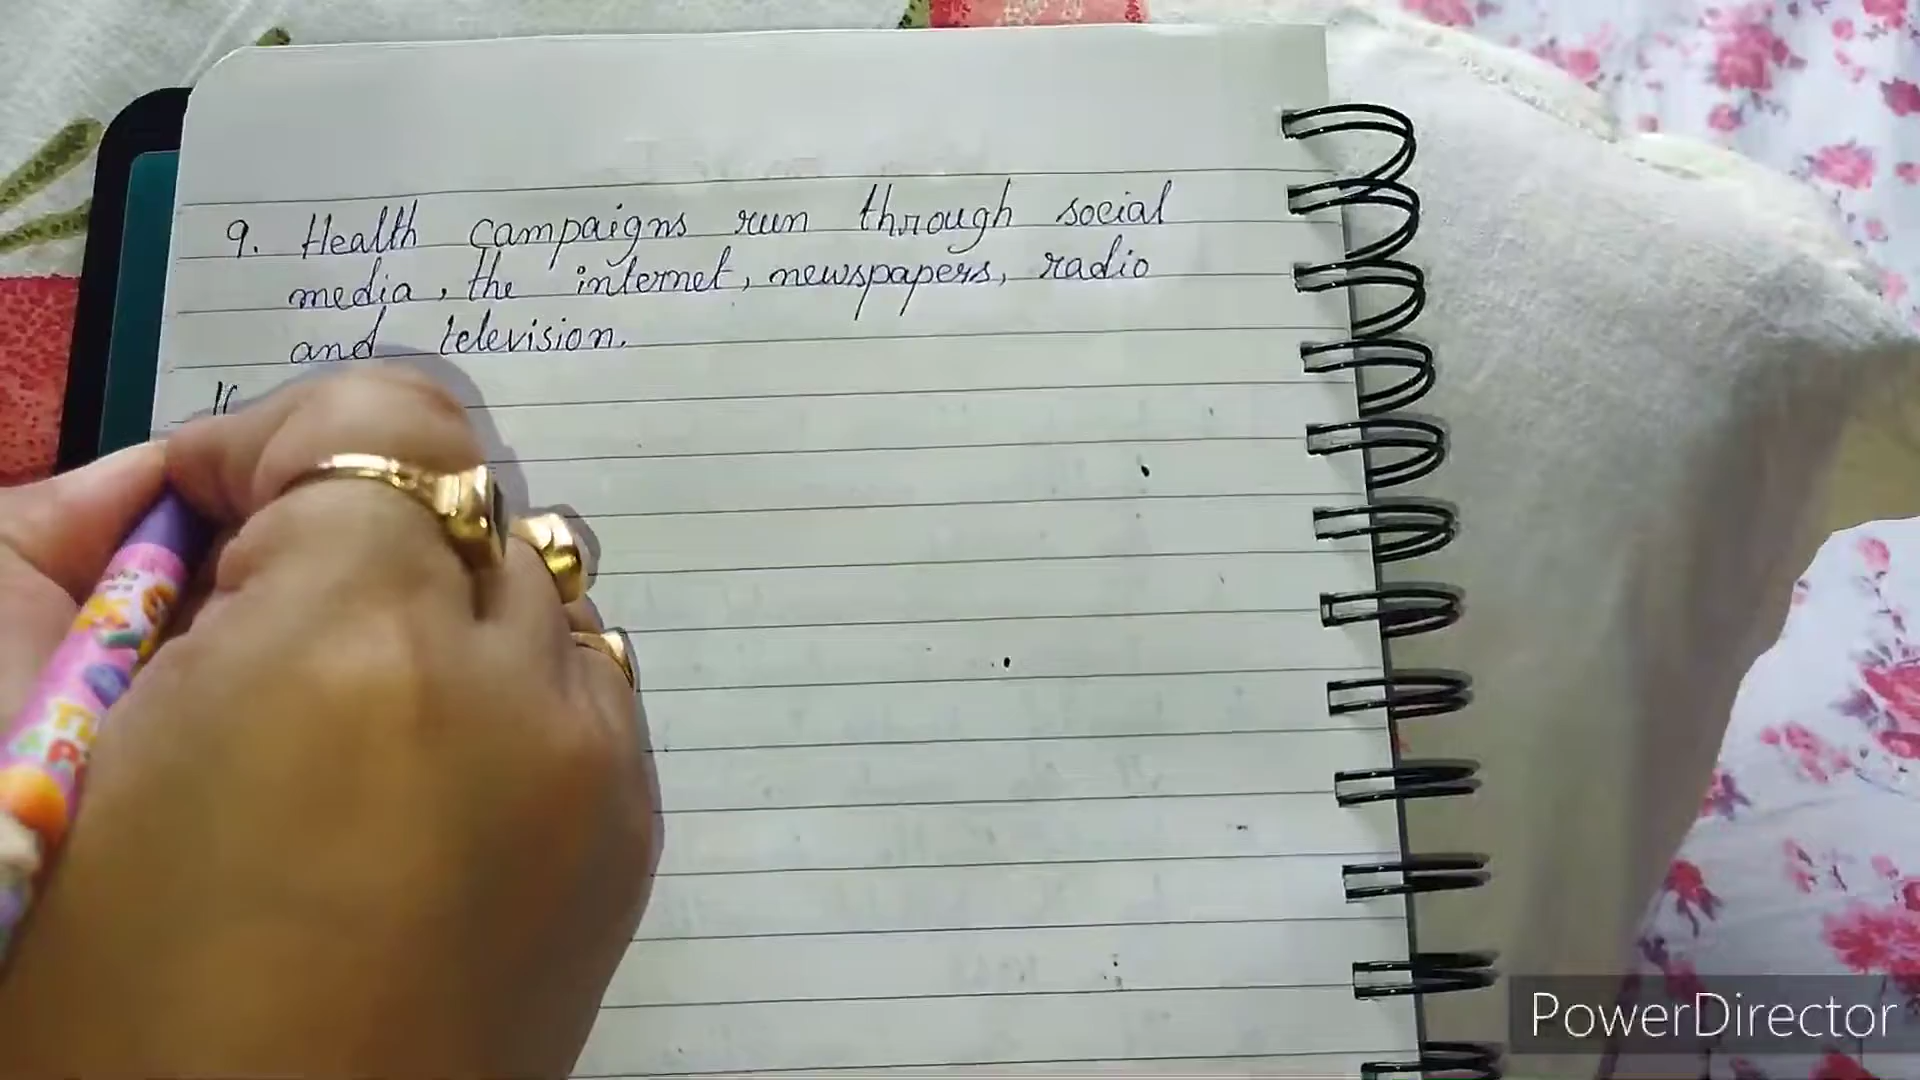 9. Health campaigns run through social
media, the internet, newspapers, radio
and television.
PowerDirector